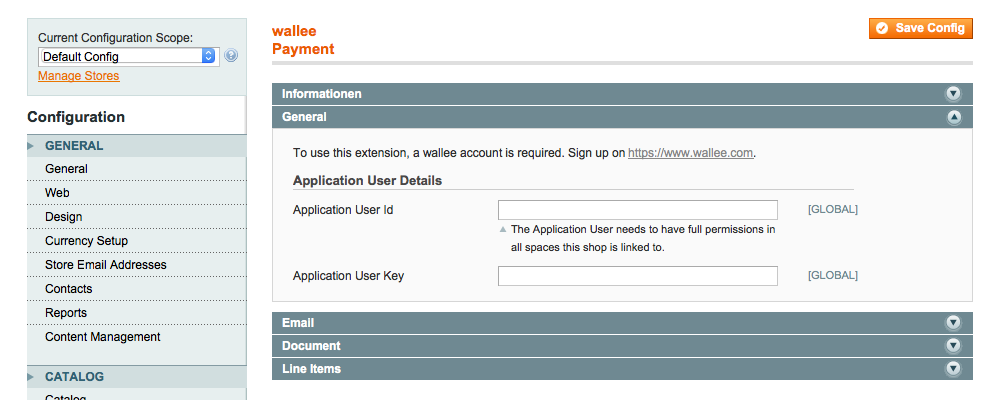 Current Configuration Scope:
Default Config
Manage Stores
Configuration
GENERAL
General
Web
Design
Currency Setup
Store Email Addresses
Contacts
Reports
Content Management
CATALOG
Catalog
wallee
Payment
Save Config
Informationen
General
To use this extension, a wallee account is required. Sign up on https://www.wallee.com.
Application User Details
Application User Id
[GLOBAL]
The Application User needs to have full permissions in
all spaces this shop is linked to.
Application User Key
[GLOBAL]
Email
Document
Line Items